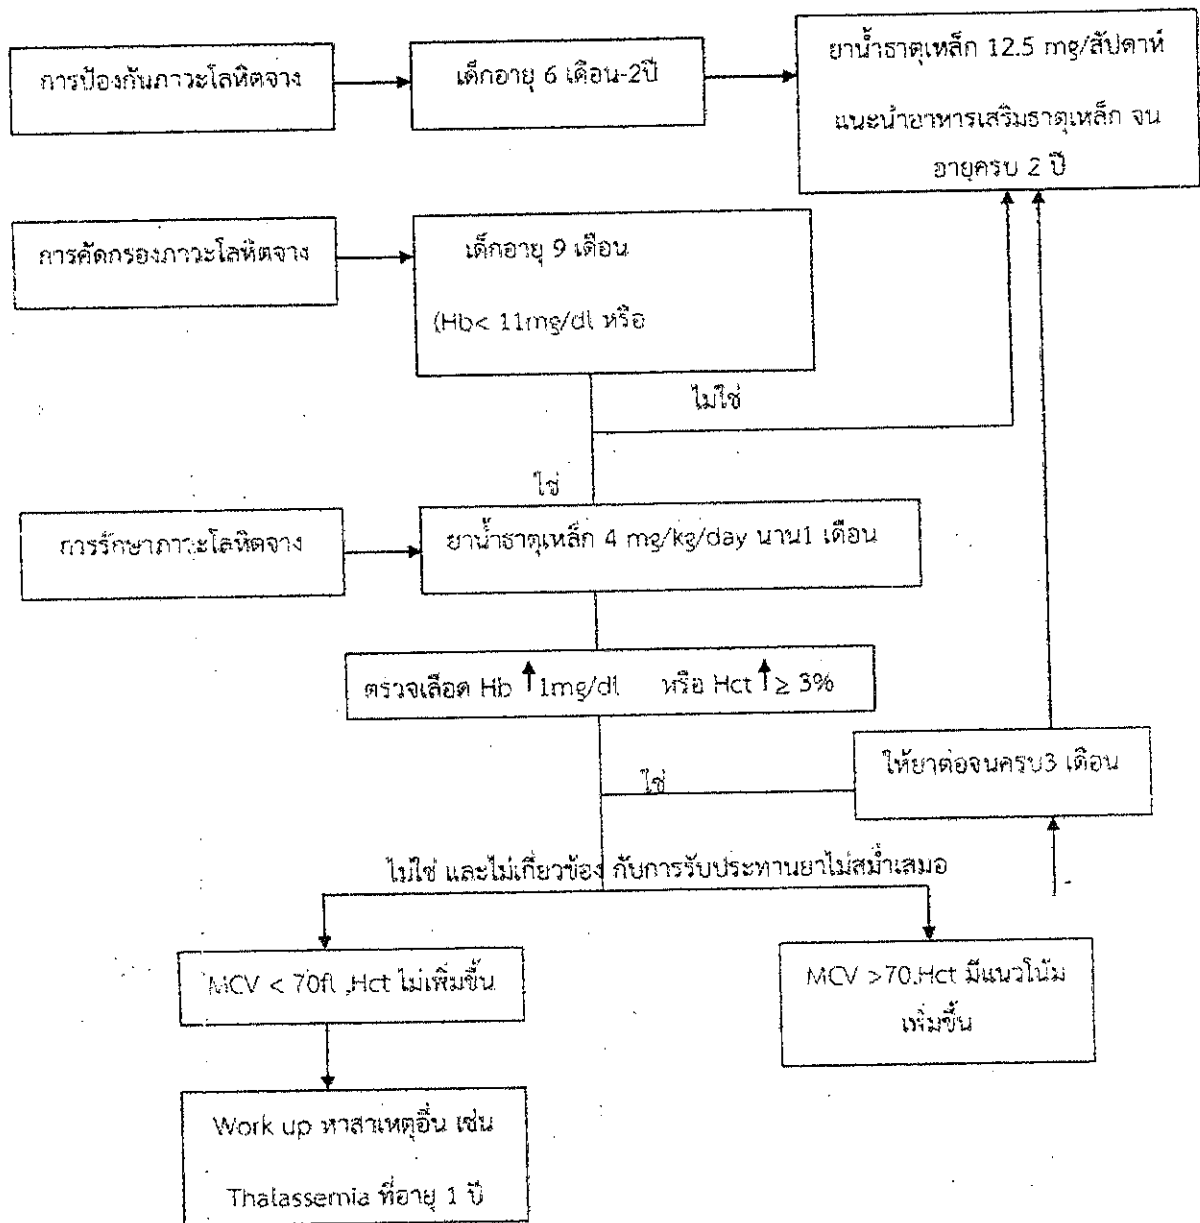 การป้องกันภาวะโลหิตจาง
เด็กอายุ 6 เดือน-2ปี
ยาน้ำธาตุเหล็ก 12.5 mg/สัปดาห์
แนะนำอาหารเสริมธาตุเหล็ก จน
อายุครบ 2 ปี
การคัดกรองภาวะโลหิตจาง
เด็กอายุ 9 เดือน
(Hb< 11mg/dl หรือ
ไม่ใช่
ใช่
การรักษาภาวะโลหิตจาง
ยาน้ำธาตุเหล็ก 4 mg/kg/day นาน1 เดือน
ตรวจเลือด Hb ↑1mg/dl หรือ Hct ↑≥ 3%
ใช่
ให้ยาต่อจนครบ3 เดือน
ไม่ใช่ และไม่เกี่ยวข้อง กับการรับประทานยาไม่สม่ำเสมอ
MCV < 70fl ,Hct ไม่เพิ่มขึ้น
MCV >70.Hct มีแนวโน้ม
เพิ่มขึ้น
Work up หาสาเหตุอื่น เช่น
Thalassemia ที่อายุ 1 ปี